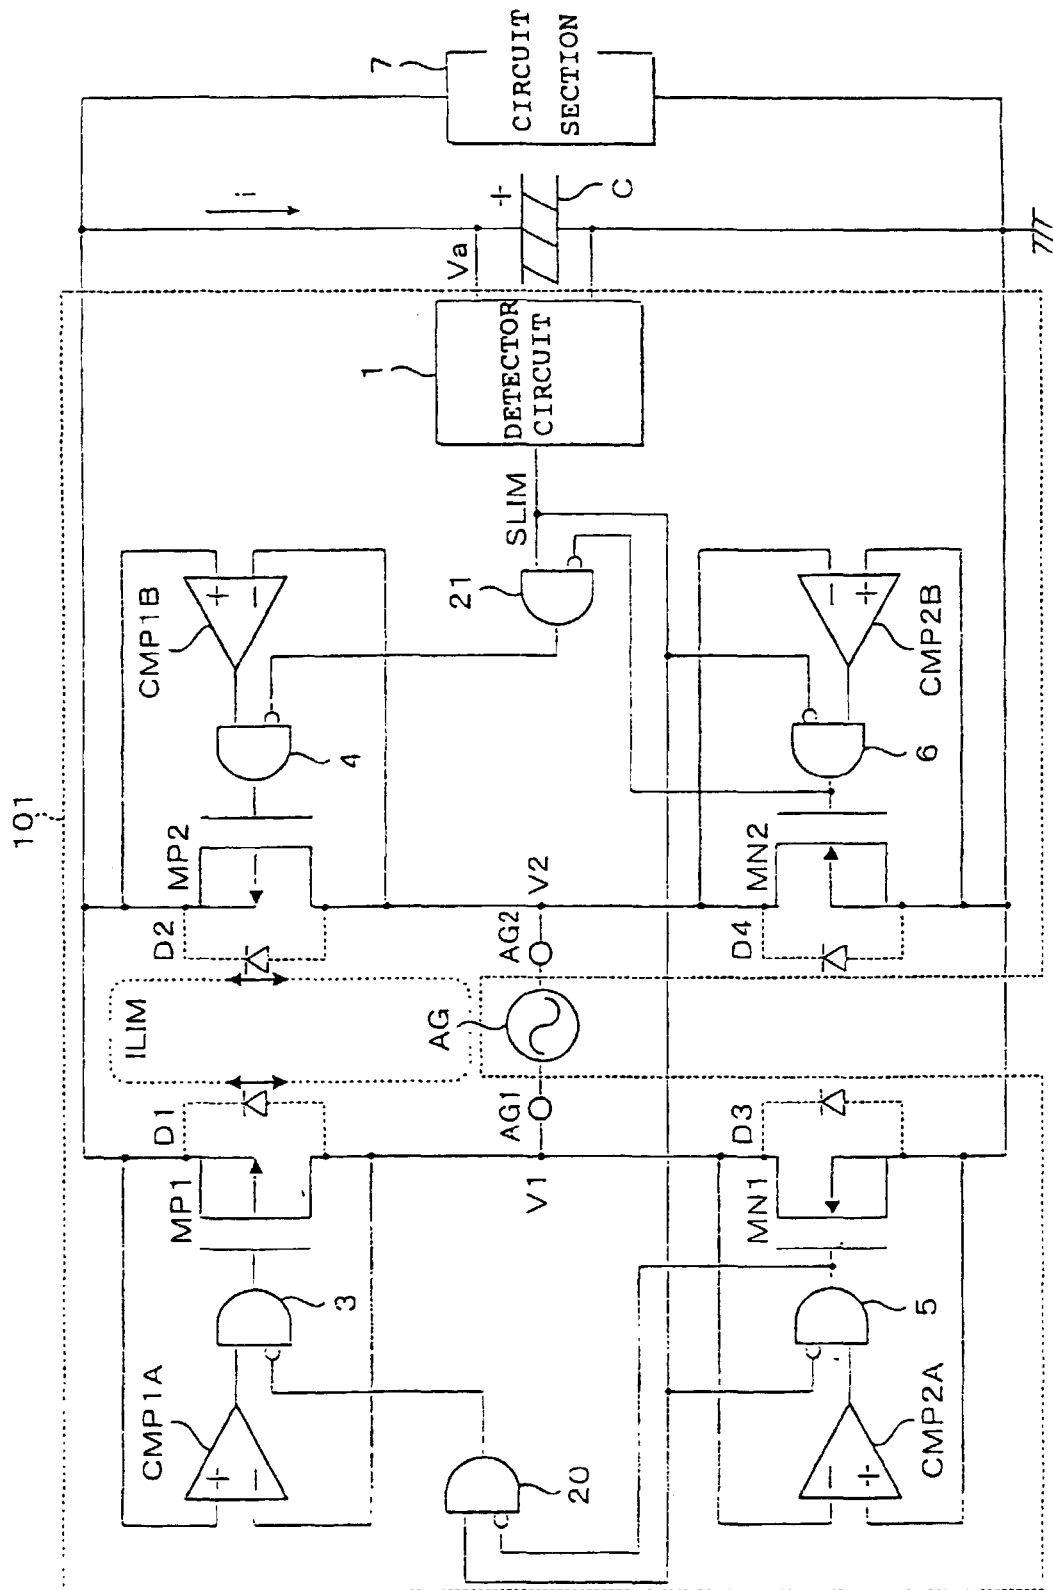 101
CMP1A
3
MP1
D1
ILIM
D2
MP2
4
CMP1B
i
7
CIRCUIT
SECTION
20
V1
AG1
AG
AG2
V2
21
SLIM
1
DETECTOR
CIRCUIT
Va
+
C
CMP2A
5
MN1
D3
D4
MN2
6
CMP2B
+
−
+
−
−
+
−
+